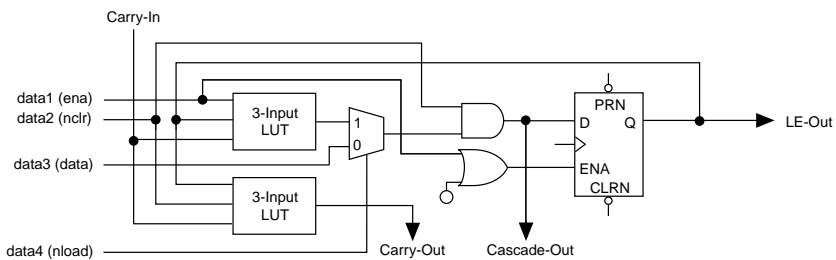 Carry-In
data1 (ena)
data2 (nclr)
data3 (data)
data4 (nload)
3-Input
LUT
1
0
3-Input
LUT
PRN
D
Q
ENA
CLRN
LE-Out
Carry-Out
Cascade-Out